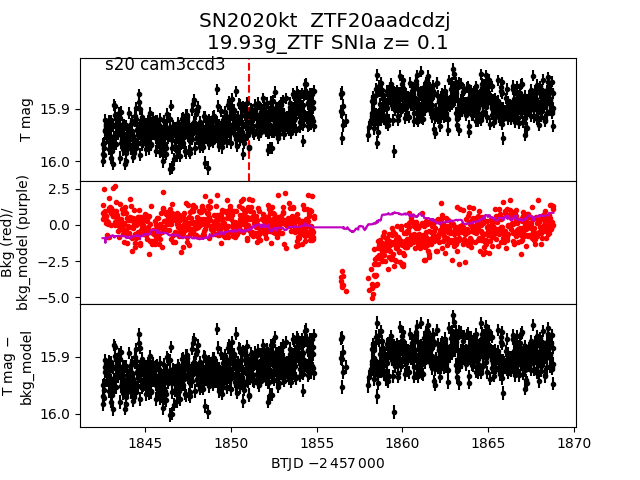 SN2020kt ZTF20aadcdzj
19.93g_ZTF SNIa z= 0.1
s20 cam3ccd3
T mag
15.9
16.0
Bkg (red)/
bkg_model (purple)
2.5
0.0
−2.5
−5.0
T mag −
bkg_model
15.9
16.0
1845 1850 1855 1860 1865 1870
BTJD −2 457 000